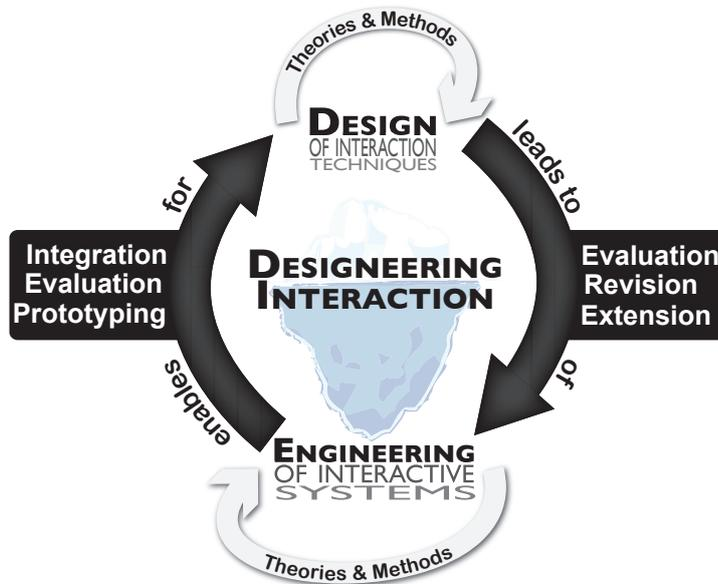 Theories & Methods
DESIGN
OF INTERACTION
TECHNIQUES
leads to
for
Integration
Evaluation
Prototyping
DESIGNEERING
INTERACTION
Evaluation
Revision
Extension
enables
of
ENGINEERING
OF INTERACTIVE
SYSTEMS
Theories & Methods